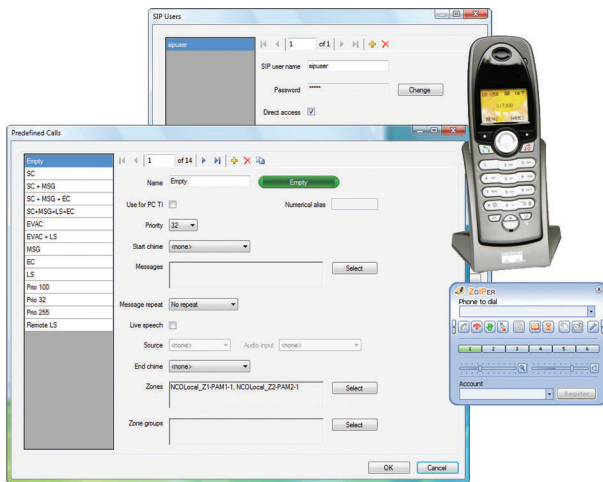 SIP Users
sipuser
1 of 1
SIP user name sipuser
Password *****
Change
Direct access
Predefined Calls
Empty
SC
SC + MSG
SC + MSG + EC
SC+MSG+LS+EC
EVAC
EVAC + LS
MSG
EC
LS
Prio 100
Prio 32
Prio 255
Remote LS
1 of 14
Name Empty Empty
Use for PC TI Numerical alias
Priority 32
Start chime <none>
Messages Select
Message repeat No repeat
Live speech
Source <none> Audio input <none>
End chime <none>
Zones NCOLocal_Z1-PAM1-1, NCOLocal_Z2-PAM2-1 Select
Zone groups Select
OK Cancel
MENU NAMES
ZOIPER
Phone to dial
1 2 3 4 5 6
Account
Register